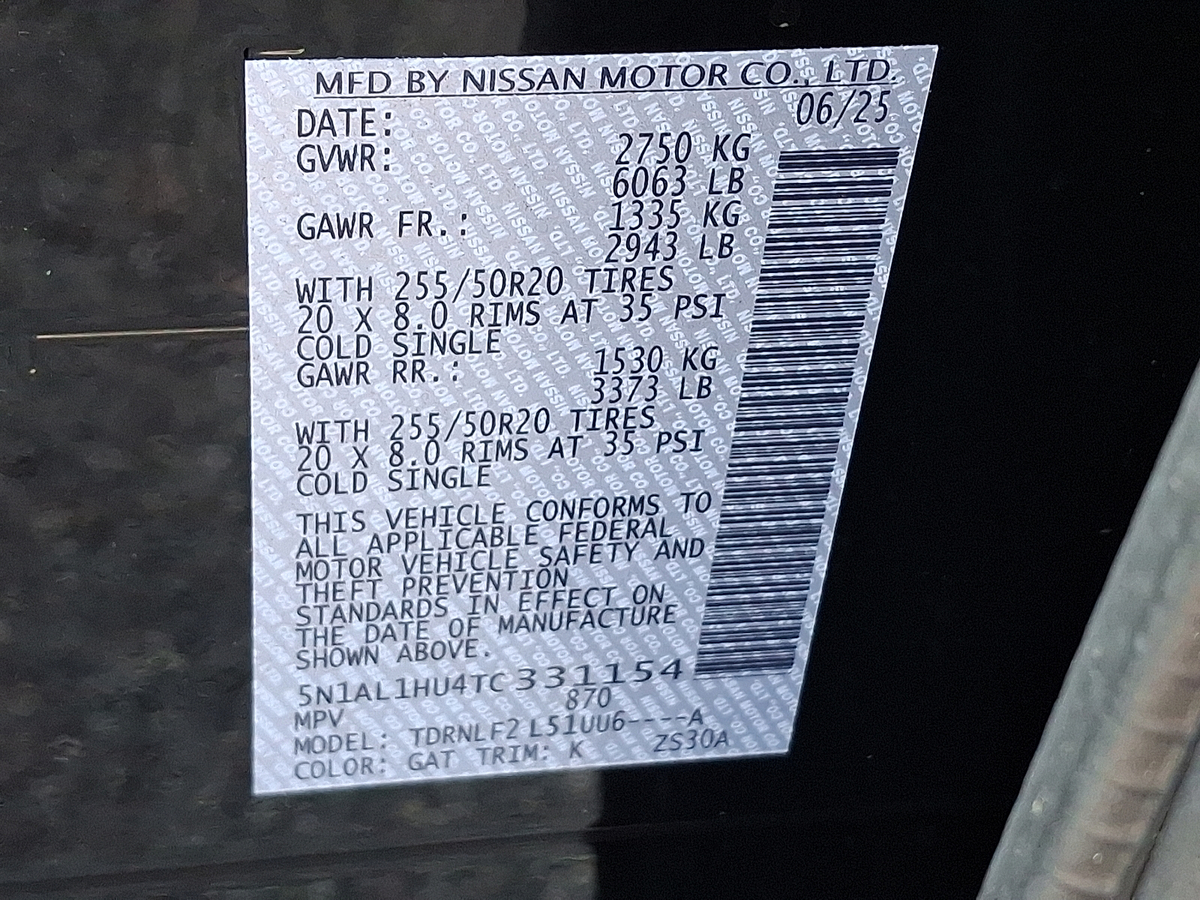 MFD BY NISSAN MOTOR CO., LTD.
DATE: 06/25
GVWR: 2750 KG
6063 LB
GAWR FR.: 1335 KG
2943 LB
WITH 255/50R20 TIRES
20 X 8.0 RIMS AT 35 PSI
COLD SINGLE
GAWR RR.: 1530 KG
3373 LB
WITH 255/50R20 TIRES
20 X 8.0 RIMS AT 35 PSI
COLD SINGLE
THIS VEHICLE CONFORMS TO
ALL APPLICABLE FEDERAL
MOTOR VEHICLE SAFETY AND
THEFT PREVENTION
STANDARDS IN EFFECT ON
THE DATE OF MANUFACTURE
SHOWN ABOVE.
5N1AL1HU4TC331154
MPV 870
MODEL: TDRNLF2 L51UU6----A
COLOR: GAT TRIM: K ZS30A